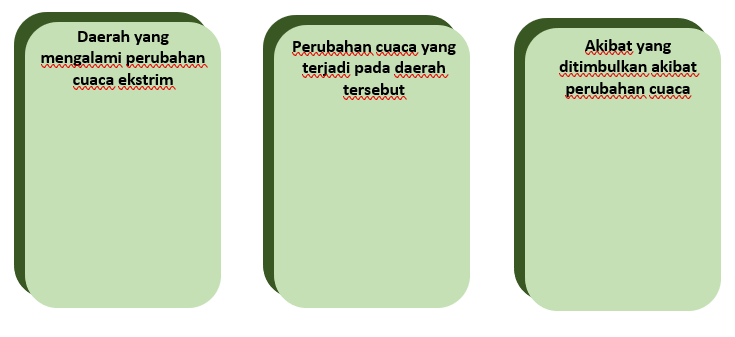 Daerah yang
mengalami perubahan
cuaca ekstrim
Perubahan cuaca yang
terjadi pada daerah
tersebut
Akibat yang
ditimbulkan akibat
perubahan cuaca